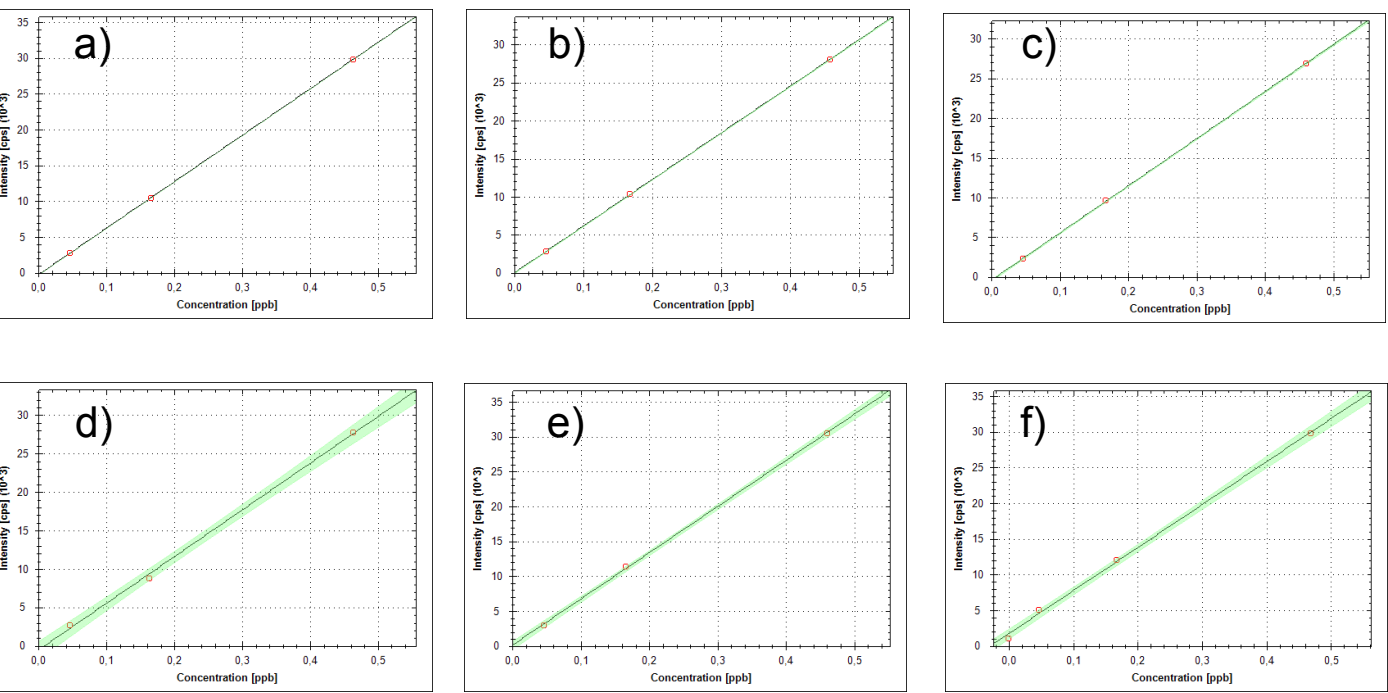 a)
35
30
25
20
15
10
5
0
Intensity [cps] (10^3)
0,0 0,1 0,2 0,3 0,4 0,5
Concentration [ppb]
b)
30
25
20
15
10
5
0
Intensity [cps] (10^3)
0,0 0,1 0,2 0,3 0,4 0,5
Concentration [ppb]
c)
30
25
20
15
10
5
0
Intensity [cps] (10^3)
0,0 0,1 0,2 0,3 0,4 0,5
Concentration [ppb]
d)
30
25
20
15
10
5
0
Intensity [cps] (10^3)
0,0 0,1 0,2 0,3 0,4 0,5
Concentration [ppb]
e)
35
30
25
20
15
10
5
0
Intensity [cps] (10^3)
0,0 0,1 0,2 0,3 0,4 0,5
Concentration [ppb]
f)
35
30
25
20
15
10
5
0
Intensity [cps] (10^3)
0,0 0,1 0,2 0,3 0,4 0,5
Concentration [ppb]